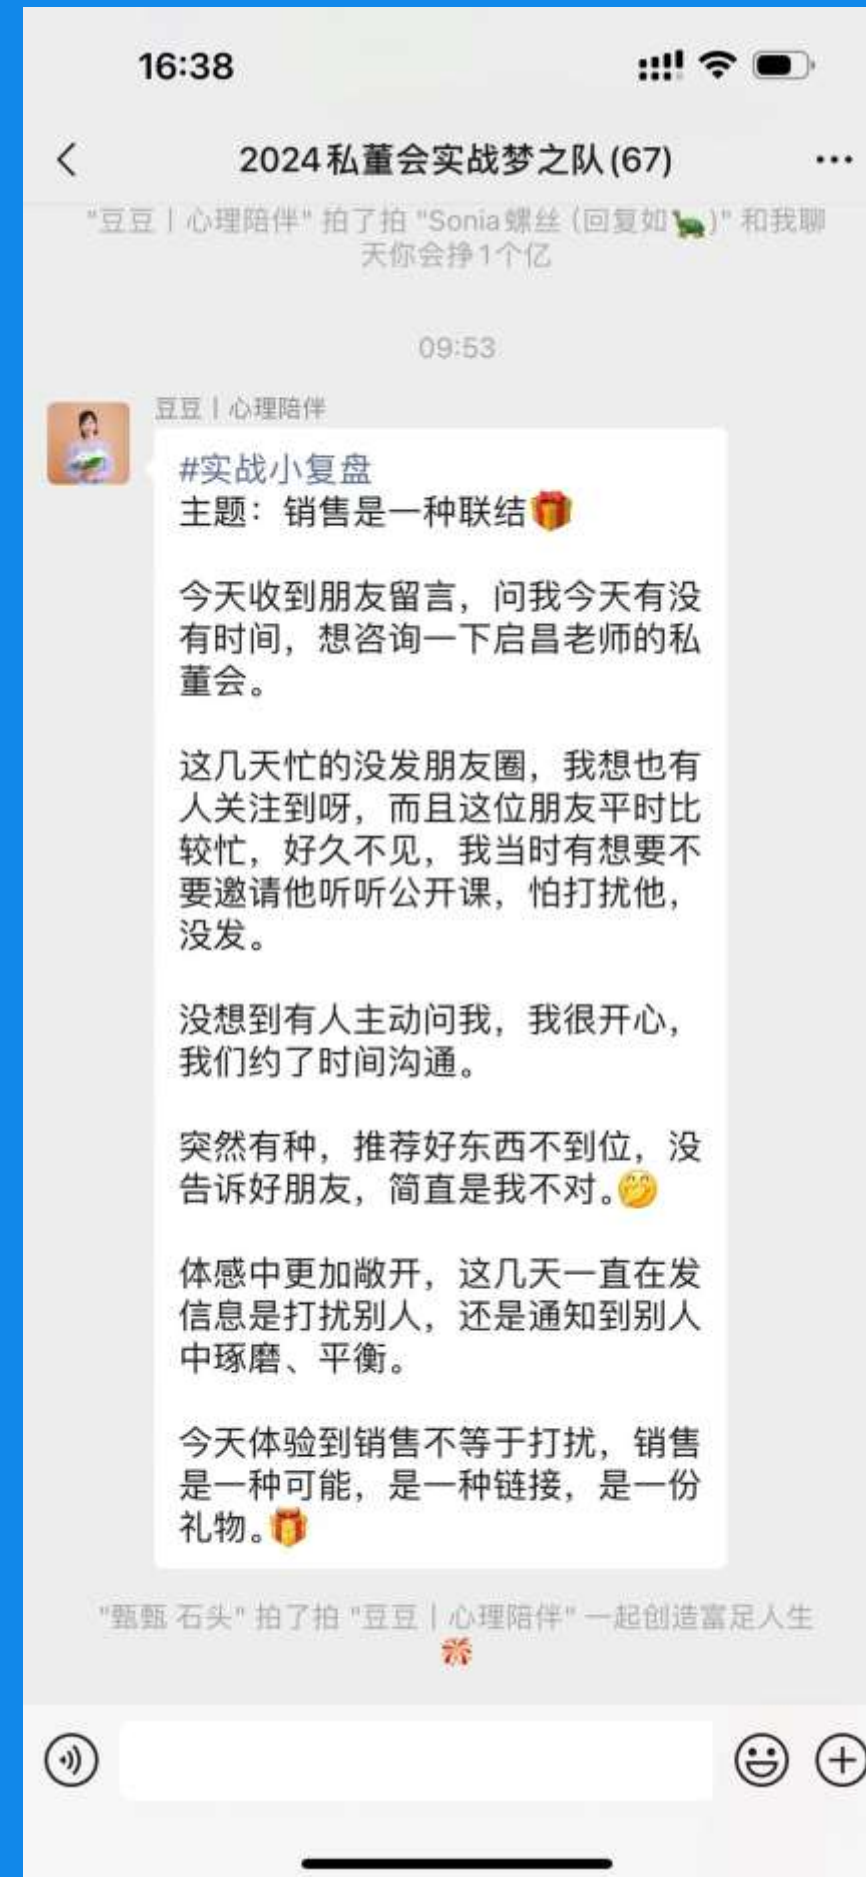 16:38
2024私董会实战梦之队(67)
"豆豆丨心理陪伴" 拍了拍 "Sonia螺丝 (回复如🐢)" 和我聊
天你会挣1个亿
09:53
豆豆丨心理陪伴
#实战小复盘
主题：销售是一种联结🎁
今天收到朋友留言，问我今天有没
有时间，想咨询一下启昌老师的私
董会。
这几天忙的没发朋友圈，我想也有
人关注到呀，而且这位朋友平时比
较忙，好久不见，我当时有想要不
要邀请他听听公开课，怕打扰他，
没发。
没想到有人主动问我，我很开心，
我们约了时间沟通。
突然有种，推荐好东西不到位，没
告诉好朋友，简直是我不对。🤭
体感中更加敞开，这几天一直在发
信息是打扰别人，还是通知到别人
中琢磨、平衡。
今天体验到销售不等于打扰，销售
是一种可能，是一种链接，是一份
礼物。🎁
"甄甄 石头" 拍了拍 "豆豆丨心理陪伴" 一起创造富足人生
🎊